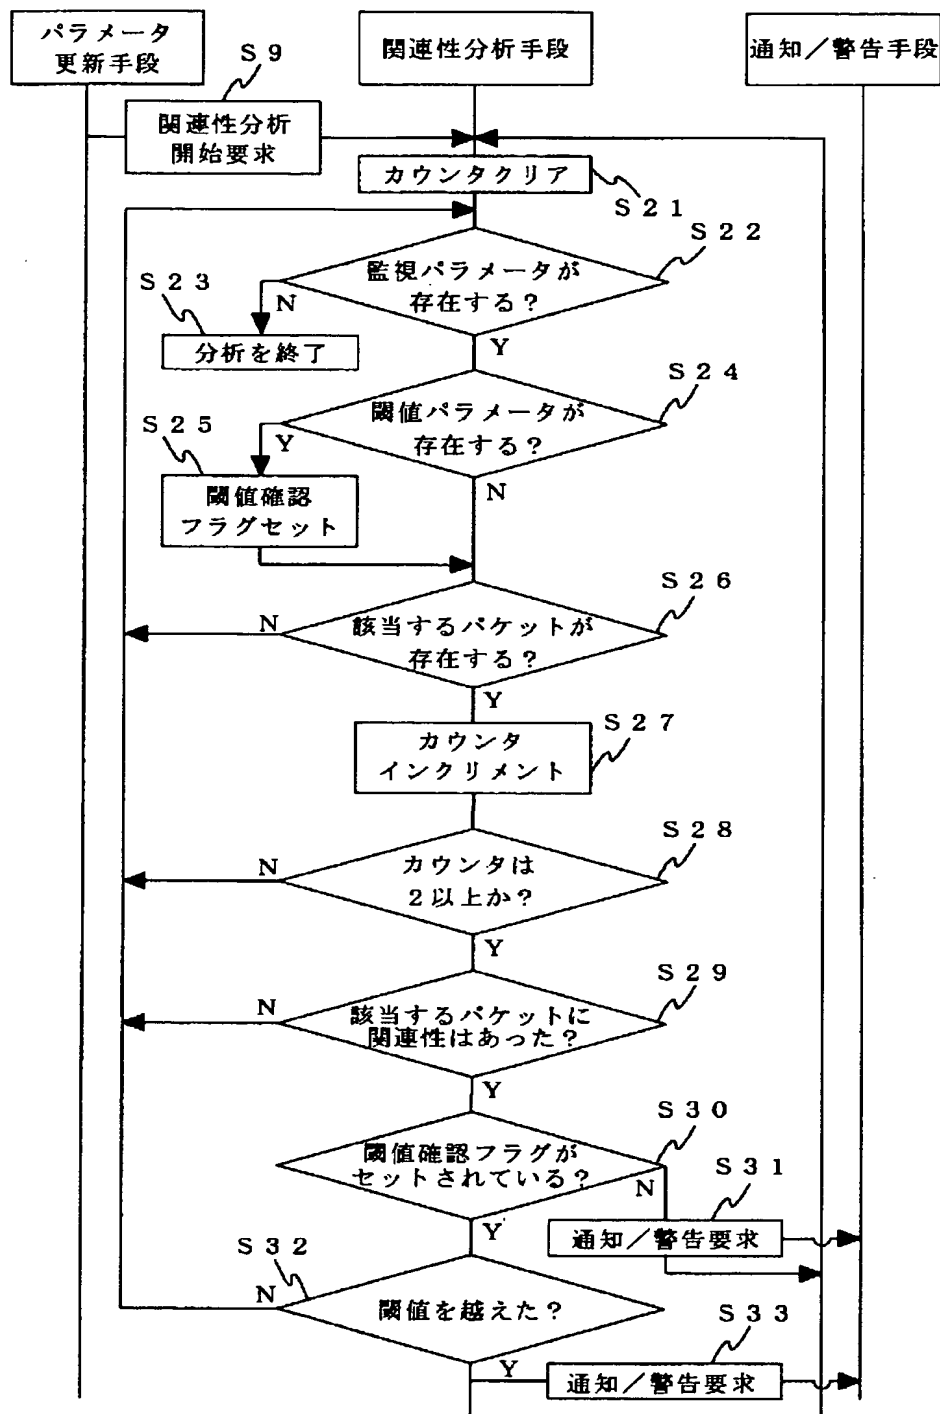 パラメータ
更新手段
関連性分析手段
通知／警告手段
S9
関連性分析
開始要求
カウンタクリア
S21
S22
監視パラメータが
存在する？
S23
N
分析を終了
Y
S24
閾値パラメータが
存在する？
S25
Y
閾値確認
フラグセット
N
S26
該当するパケットが
存在する？
N
Y
S27
カウンタ
インクリメント
S28
カウンタは
2以上か？
N
Y
S29
該当するパケットに
関連性はあった？
N
Y
S30
閾値確認フラグが
セットされている？
N
S31
通知／警告要求
Y
S32
閾値を越えた？
N
S33
Y
通知／警告要求